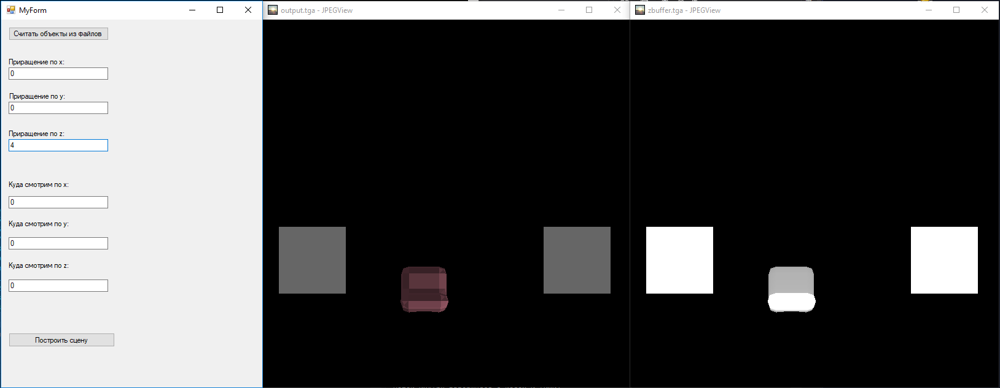 MyForm
Считать объекты из файлов
Приращение по x:
0
Приращение по y:
0
Приращение по z:
4
Куда смотрим по x:
0
Куда смотрим по y:
0
Куда смотрим по z:
0
Построить сцену
output.tga - JPEGView
zbuffer.tga - JPEGView